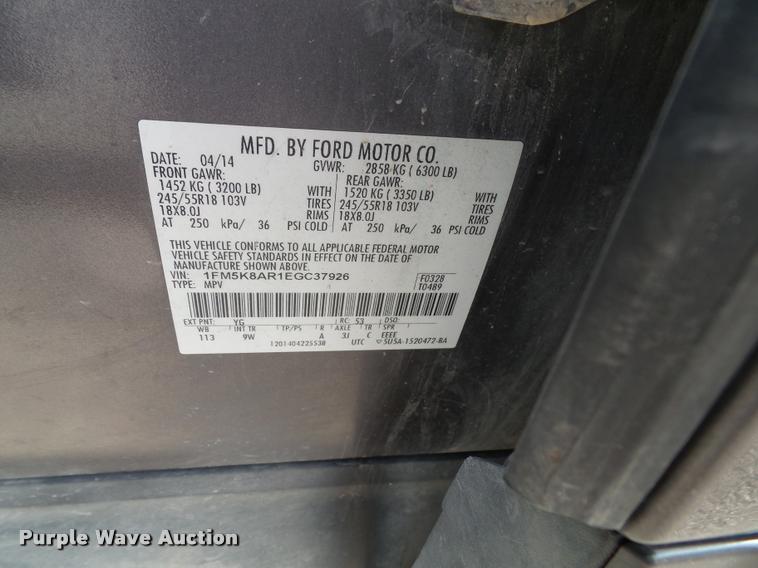 MFD. BY FORD MOTOR CO.
DATE: 04/14 GVWR: 2858 KG ( 6300 LB)
FRONT GAWR: REAR GAWR:
1452 KG ( 3200 LB) WITH 1520 KG ( 3350 LB) WITH
245/55R18 103V TIRES 245/55R18 103V TIRES
18X8.0J RIMS 18X8.0J RIMS
AT 250 kPa/ 36 PSI COLD AT 250 kPa/ 36 PSI COLD
THIS VEHICLE CONFORMS TO ALL APPLICABLE FEDERAL MOTOR
VEHICLE SAFETY STANDARDS IN EFFECT ON THE DATE OF
MANUFACTURE SHOWN ABOVE.
VIN: 1FM5K8AR1EGC37926 F0328
TYPE: MPV T0489
EXT PNT: YG RC: 53 DSO:
WB INT TR TP/PS R AXLE TR SPR
113 9W A 3J C EEEE
1201404225538 UTC 5U5A-1520472-BA
Purple Wave Auction